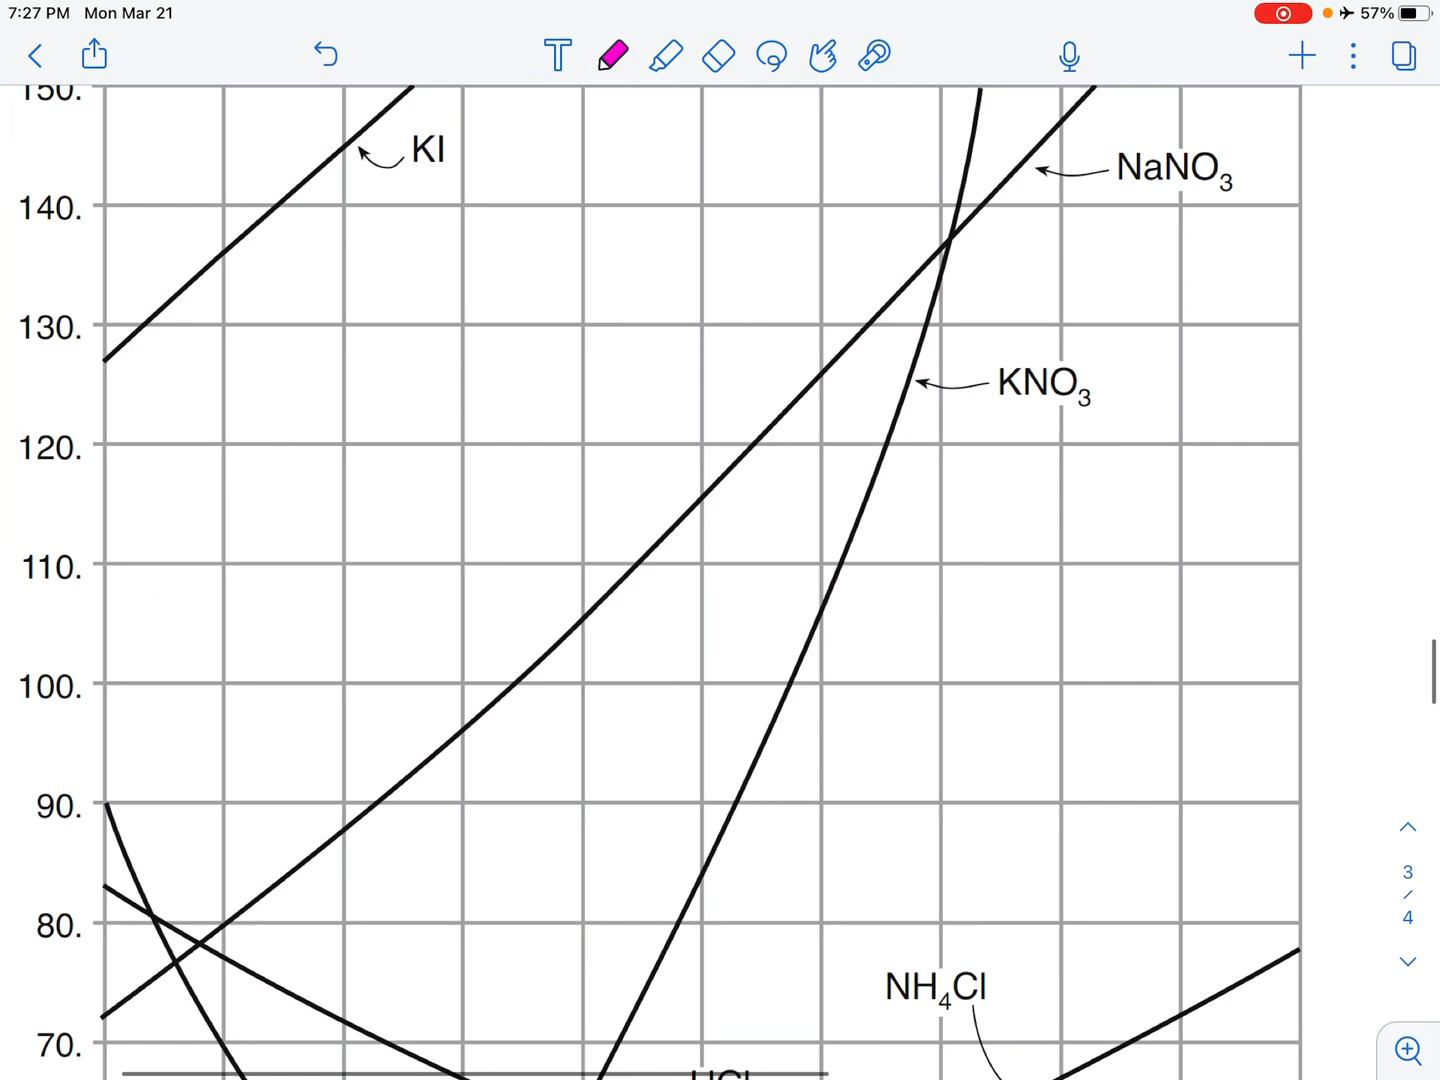 7:27 PM Mon Mar 21
57%
T
150.
KI
NaNO₃
140.
130.
KNO₃
120.
110.
100.
90.
3
/
4
80.
NH₄Cl
70.
HCl